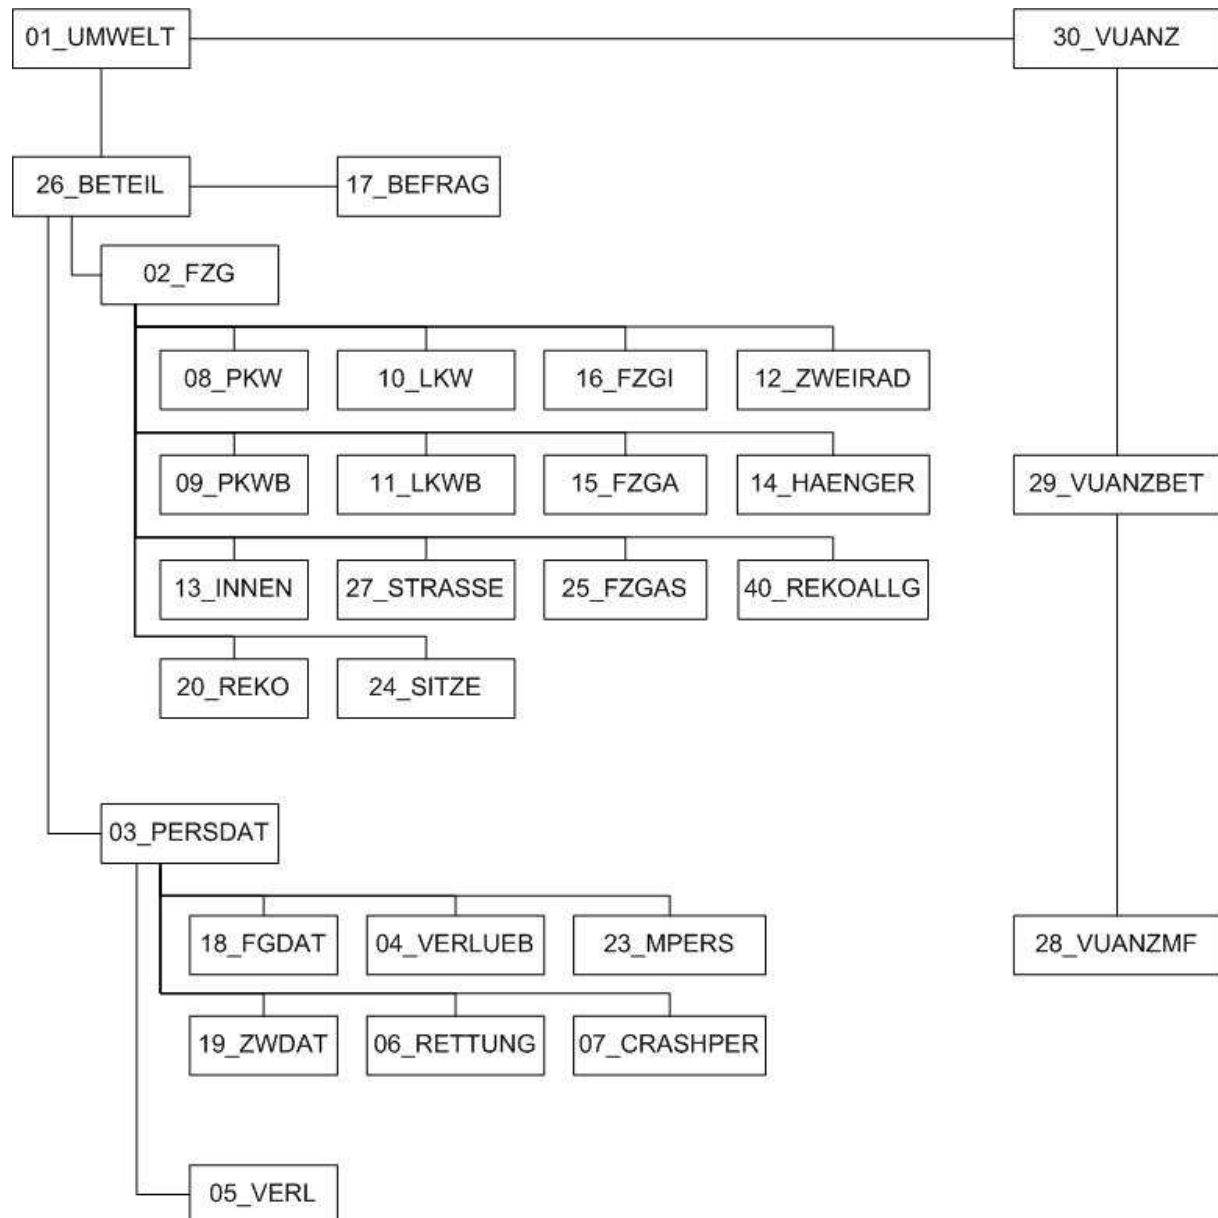 01_UMWELT
30_VUANZ
26_BETEIL
17_BEFRAG
02_FZG
08_PKW
10_LKW
16_FZGI
12_ZWEIRAD
09_PKWB
11_LKWB
15_FZGA
14_HAENGER
29_VUANZBET
13_INNEN
27_STRASSE
25_FZGAS
40_REKOALLG
20_REKO
24_SITZE
03_PERSDAT
18_FGDAT
04_VERLUEB
23_MPERS
28_VUANZMF
19_ZWDAT
06_RETTUNG
07_CRASHPER
05_VERL